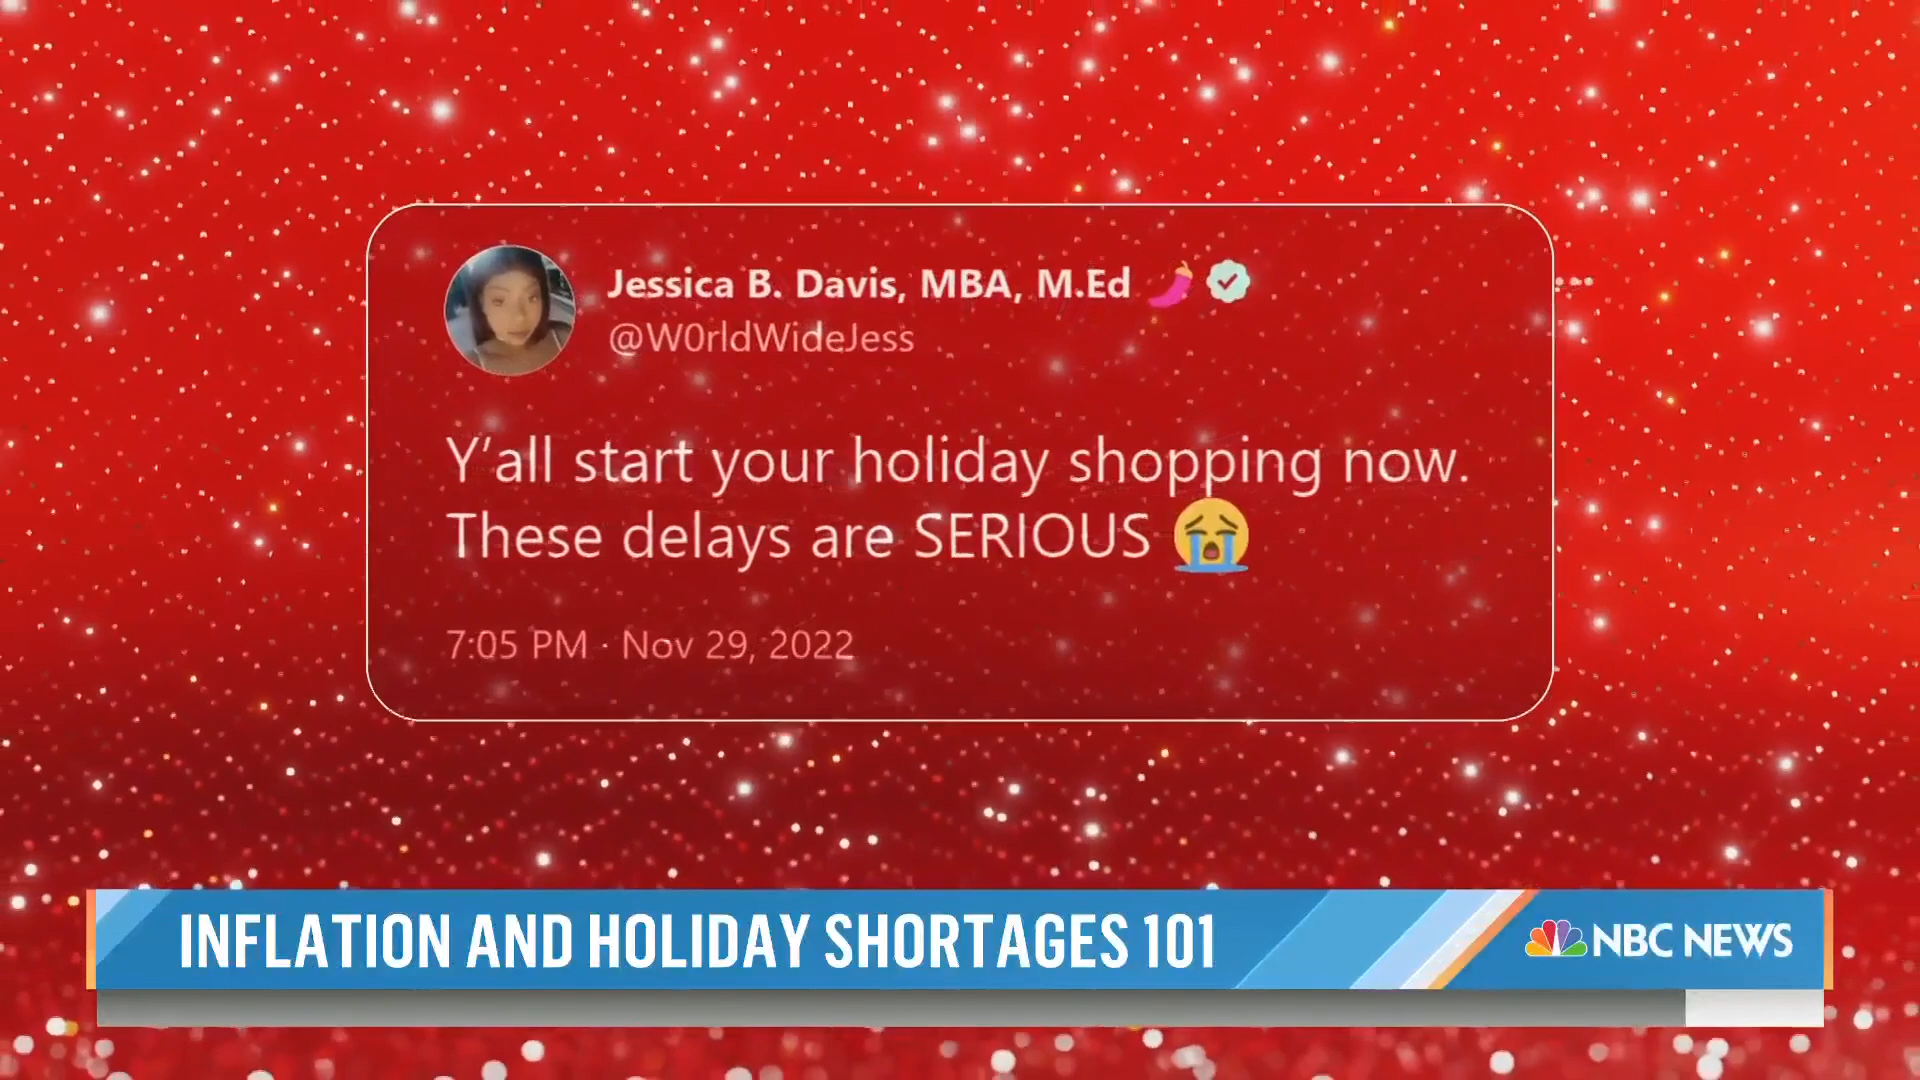 Jessica B. Davis, MBA, M.Ed 🌶️
@W0rldWideJess
Y'all start your holiday shopping now.
These delays are SERIOUS 😭
7:05 PM · Nov 29, 2022
INFLATION AND HOLIDAY SHORTAGES 101
NBC NEWS